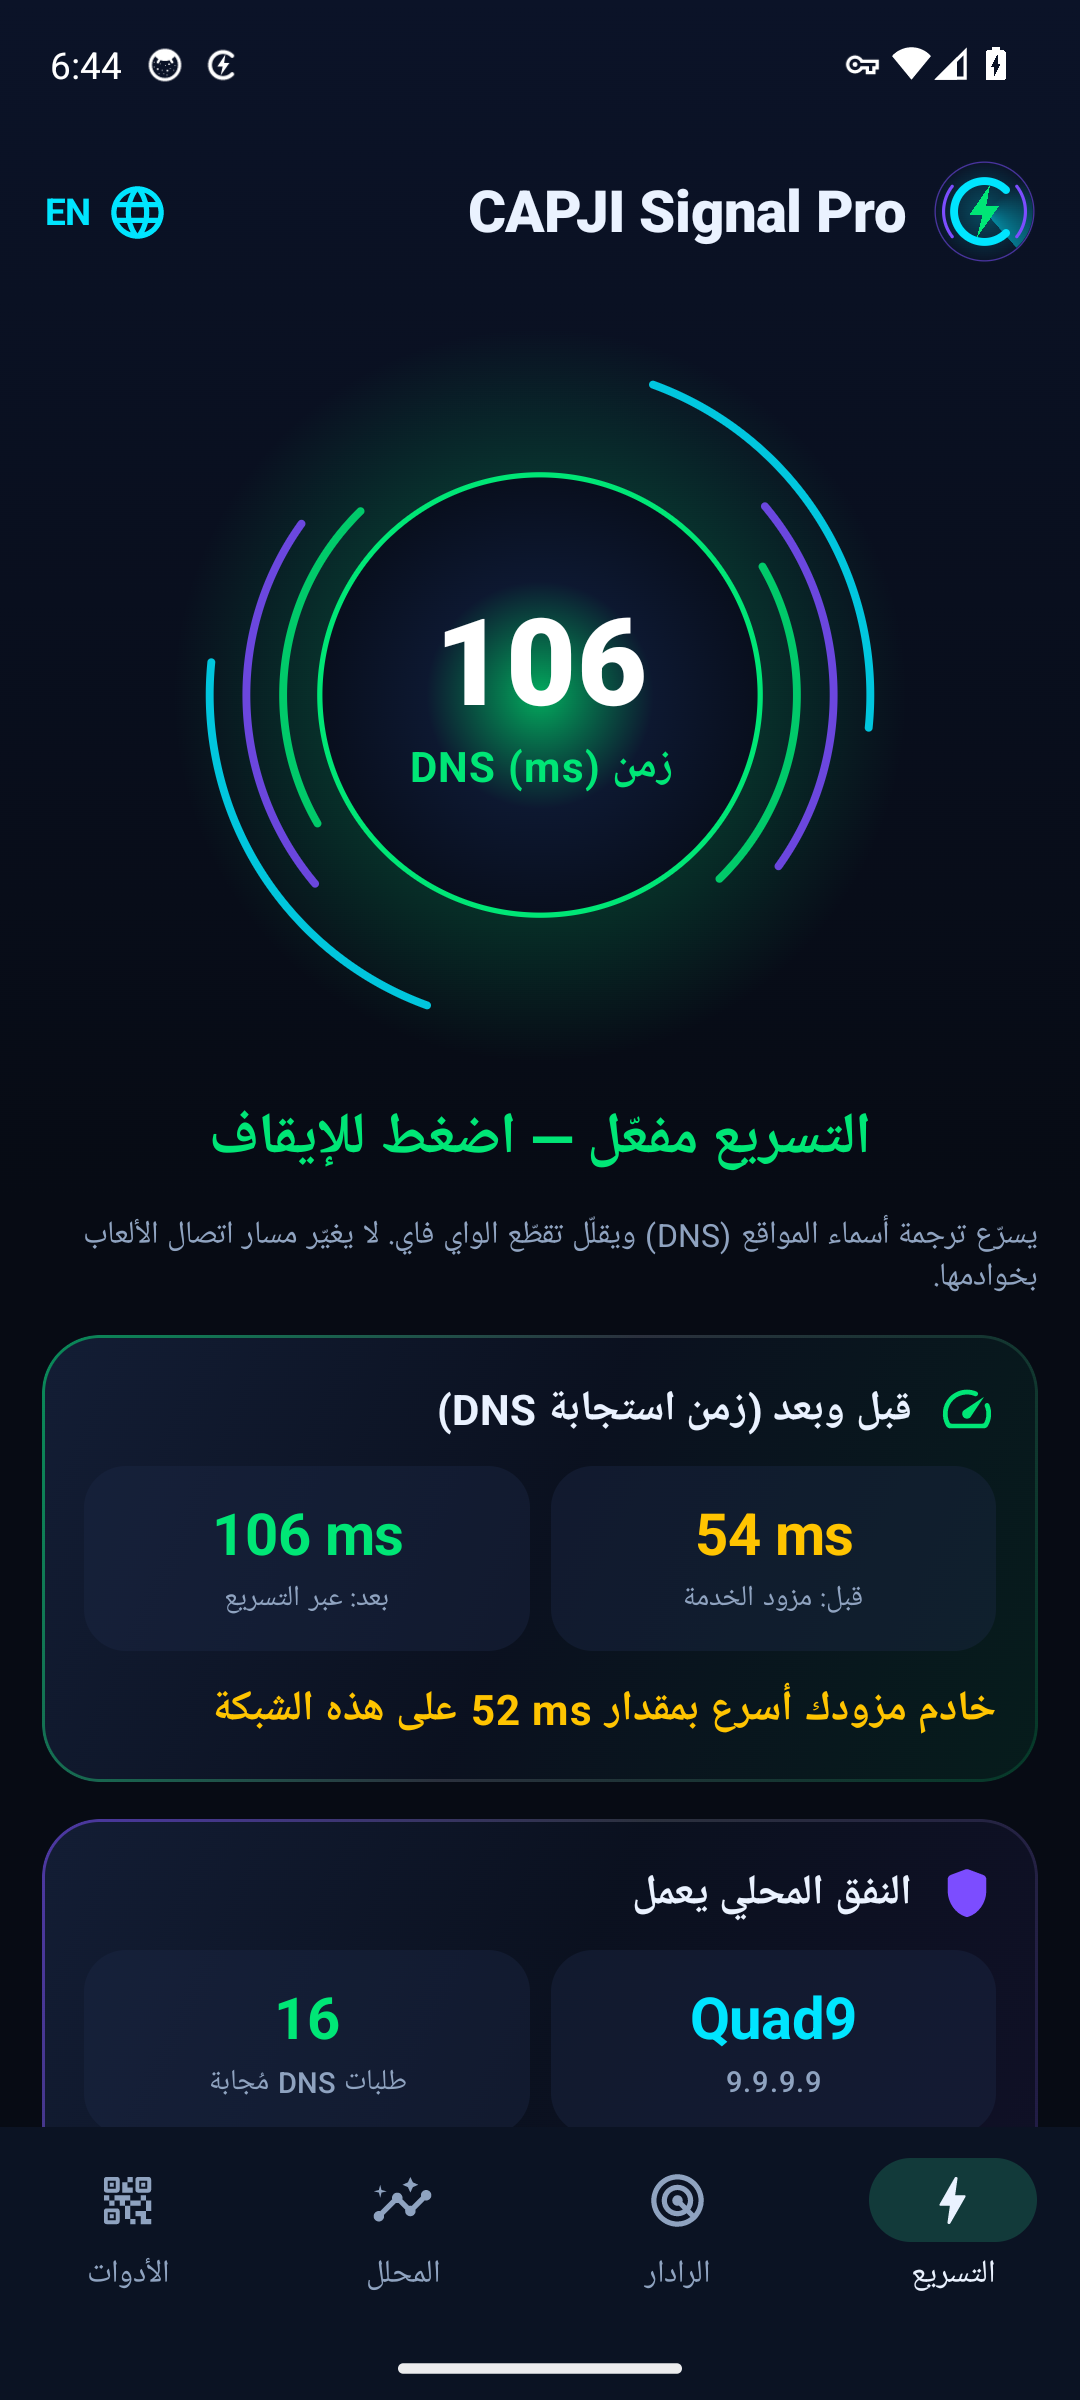 6:44
CAPJI Signal Pro
EN
106
زمن DNS (ms)
التسريع مفعّل — اضغط للإيقاف
يسرّع ترجمة أسماء المواقع (DNS) ويقلّل تقطّع الواي فاي. لا يغيّر مسار اتصال الألعاب
بخوادمها.
قبل وبعد (زمن استجابة DNS)
54 ms
قبل: مزود الخدمة
106 ms
بعد: عبر التسريع
خادم مزودك أسرع بمقدار 52 ms على هذه الشبكة
النفق المحلي يعمل
Quad9
9.9.9.9
16
طلبات DNS مُجابة
التسريع
الرادار
المحلل
الأدوات